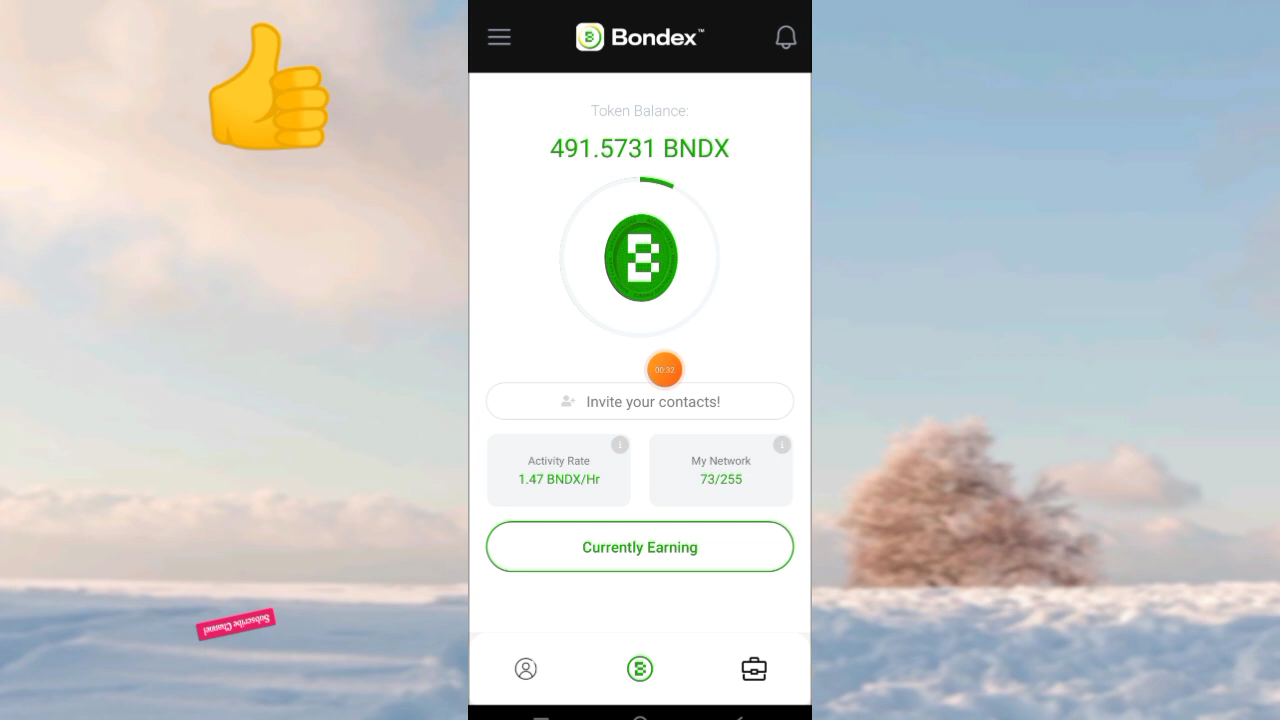 Bondex™
Token Balance:
491.5731 BNDX
00:32
Invite your contacts!
Activity Rate
1.47 BNDX/Hr
My Network
73/255
Currently Earning
Subscribe Channel